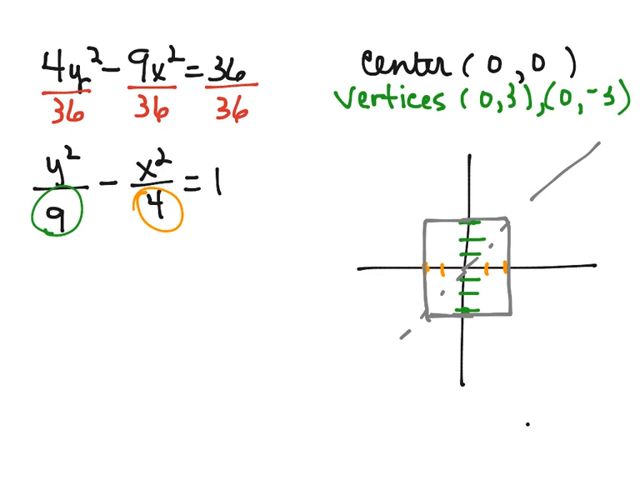 4y² - 9x² = 36
36 36 36
y²/9 - x²/4 = 1
center (0,0)
vertices (0,3),(0,-3)